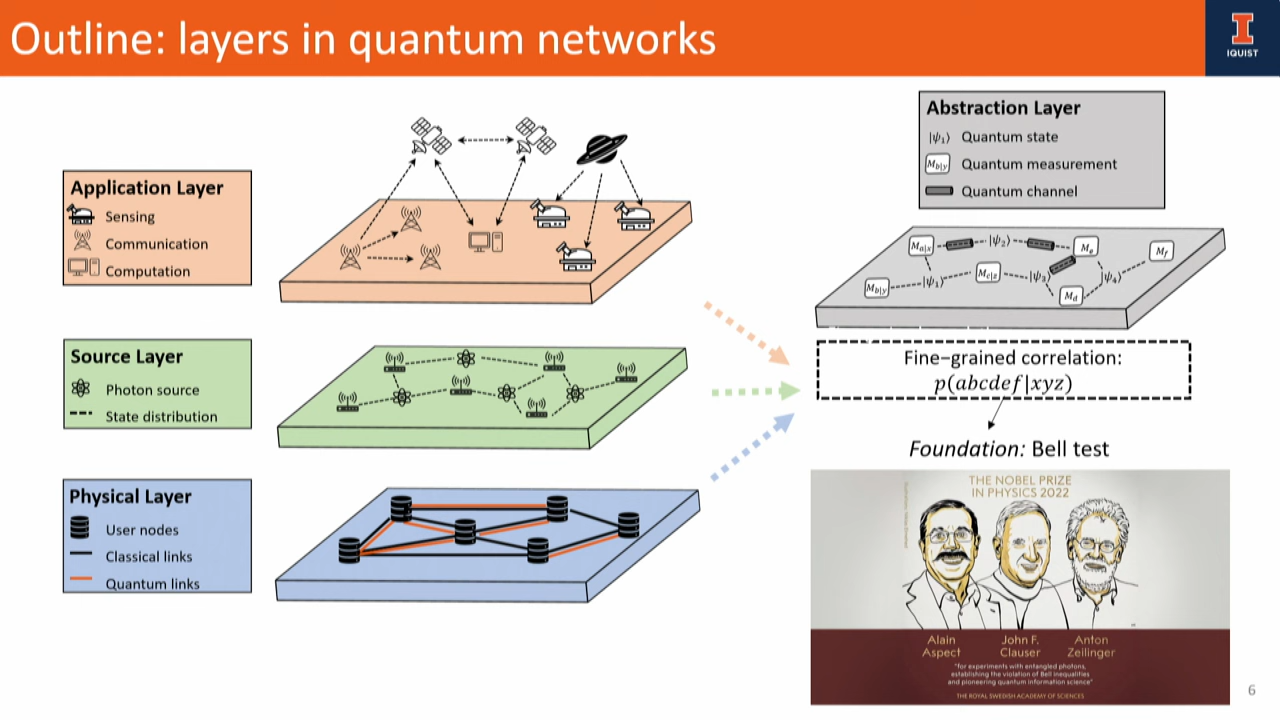 Outline: layers in quantum networks
IQUIST
Application Layer
Sensing
Communication
Computation
Source Layer
Photon source
State distribution
Physical Layer
User nodes
Classical links
Quantum links
Abstraction Layer
|ψ₁⟩ Quantum state
M_{b|y} Quantum measurement
Quantum channel
M_{a|x} |ψ₂⟩ M_e M_f
M_{b|y} |ψ₁⟩ M_{c|z} |ψ₃⟩ M_d |ψ₄⟩
Fine−grained correlation:
p(abcdef|xyz)
Foundation: Bell test
THE NOBEL PRIZE
IN PHYSICS 2022
Alain
Aspect
John F.
Clauser
Anton
Zeilinger
"for experiments with entangled photons,
establishing the violation of Bell inequalities
and pioneering quantum information science"
THE ROYAL SWEDISH ACADEMY OF SCIENCES
6